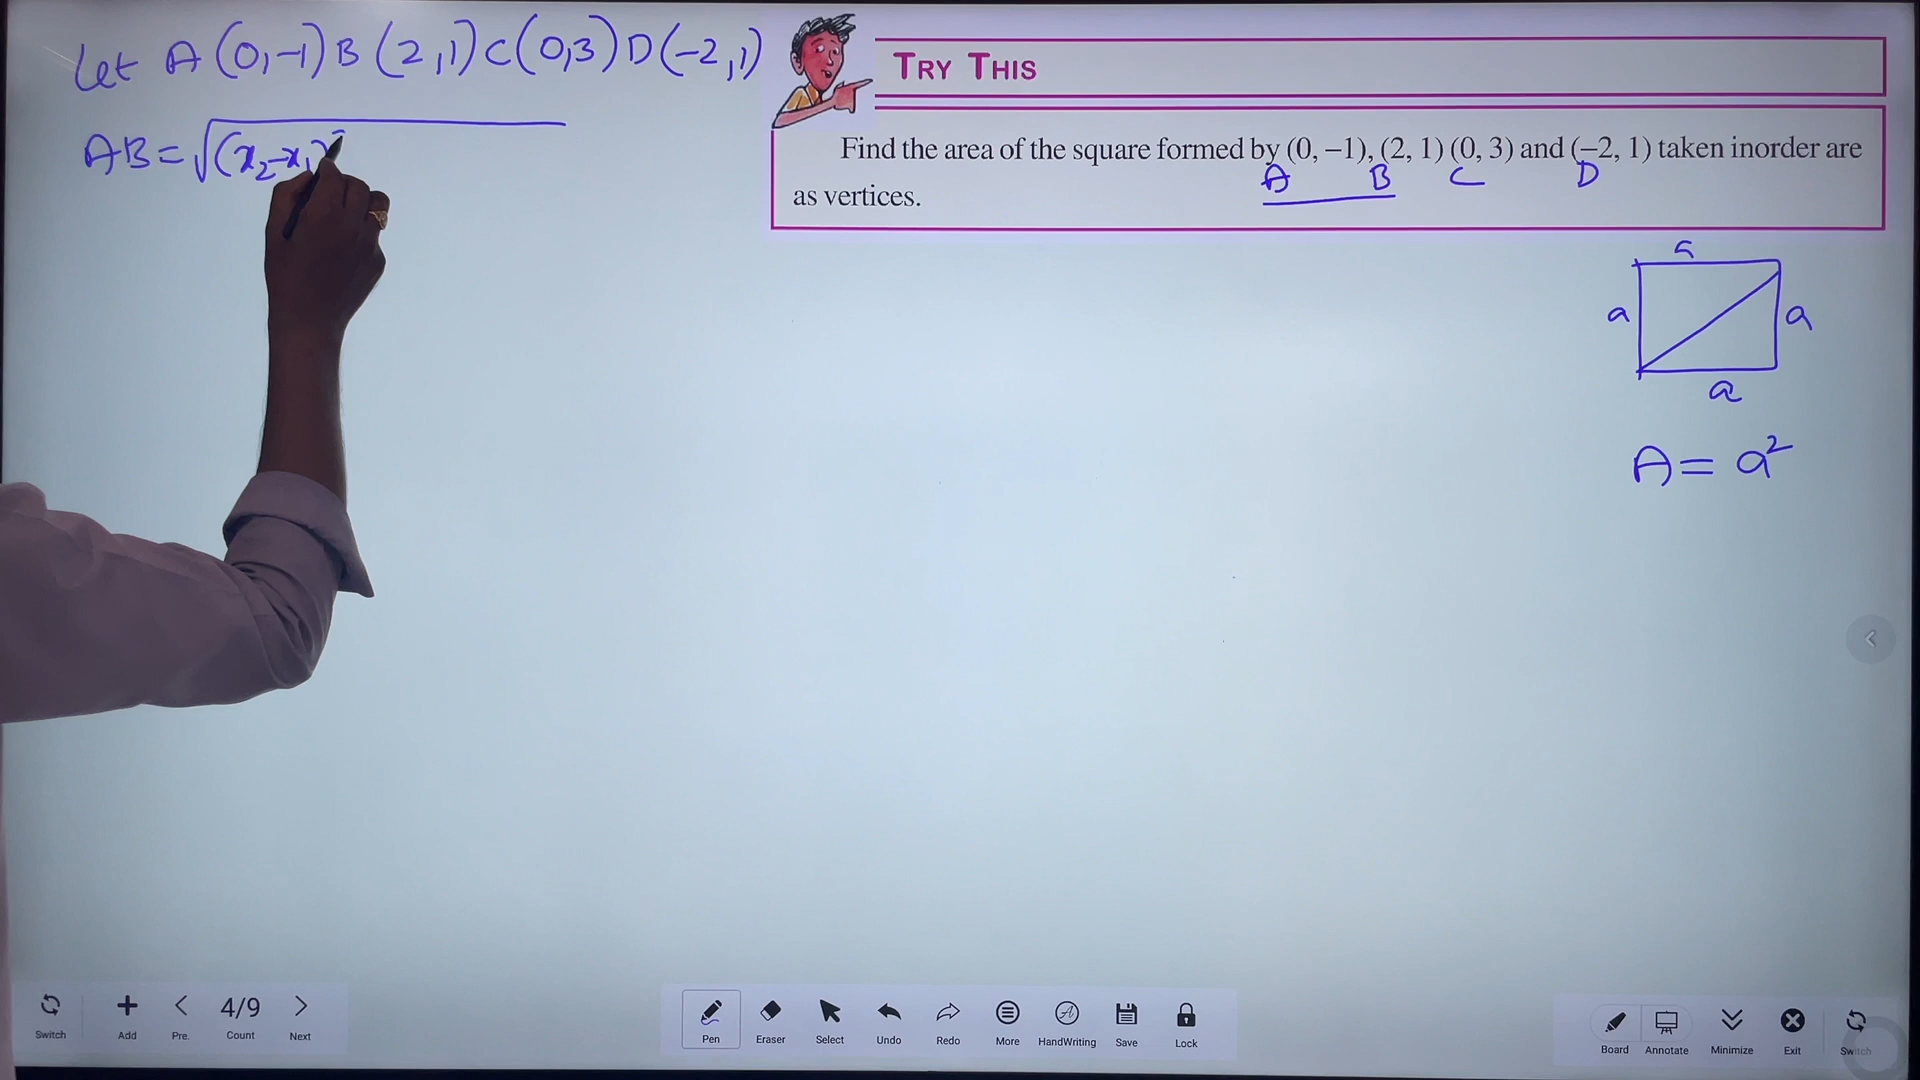 Let A(0,-1) B(2,1) C(0,3) D(-2,1)
AB = √(x₂-x₁)
TRY THIS
Find the area of the square formed by (0, −1), (2, 1) (0, 3) and (−2, 1) taken inorder are
A B C D
as vertices.
a
a a
a
A = a²
Switch
Add
Pre.
4/9
Count
Next
Pen
Eraser
Select
Undo
Redo
More
HandWriting
Save
Lock
Board
Annotate
Minimize
Exit
Switch